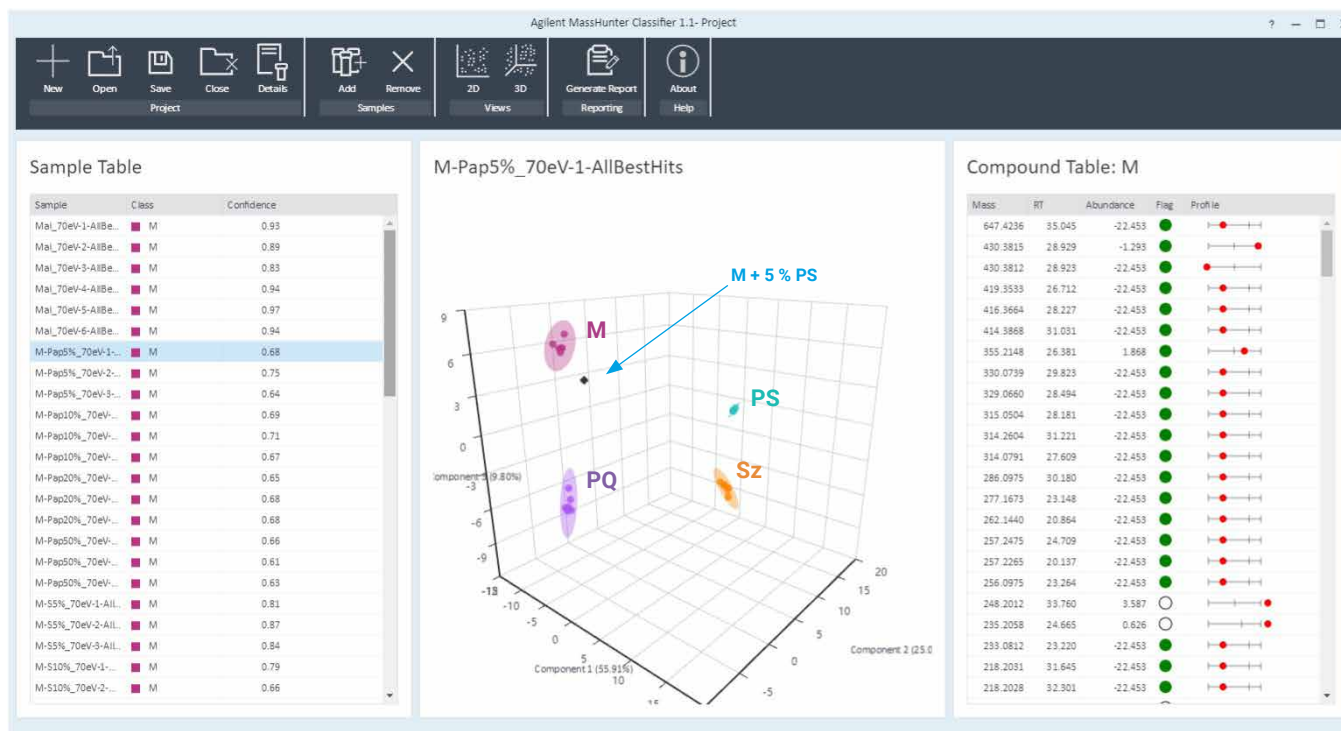 Agilent MassHunter Classifier 1.1- Project
?
New Open Save Close Details Add Remove 2D 3D Generate Report About
Project Samples Views Reporting Help
Sample Table
Sample Class Confidence
Mai_70eV-1-AllBe... M 0.93
Mai_70eV-2-AllBe... M 0.89
Mai_70eV-3-AllBe... M 0.83
Mai_70eV-4-AllBe... M 0.94
Mai_70eV-5-AllBe... M 0.97
Mai_70eV-6-AllBe... M 0.94
M-Pap5%_70eV-1-... M 0.68
M-Pap5%_70eV-2-... M 0.75
M-Pap5%_70eV-3-... M 0.64
M-Pap10%_70eV-... M 0.69
M-Pap10%_70eV-... M 0.71
M-Pap10%_70eV-... M 0.67
M-Pap20%_70eV-... M 0.65
M-Pap20%_70eV-... M 0.68
M-Pap20%_70eV-... M 0.68
M-Pap50%_70eV-... M 0.66
M-Pap50%_70eV-... M 0.61
M-Pap50%_70eV-... M 0.63
M-S5%_70eV-1-All... M 0.81
M-S5%_70eV-2-All... M 0.87
M-S5%_70eV-3-All... M 0.84
M-S10%_70eV-1-... M 0.79
M-S10%_70eV-2-... M 0.66
M-Pap5%_70eV-1-AllBestHits
M + 5 % PS
M
PS
PQ
Sz
9
6
3
0
-3
-6
-9
-10
-5
0
5
10
15
Component 1 (55.91%)
20
15
10
5
0
-5
Component 2 (25.0
(9.80%)
Compound Table: M
Mass RT Abundance Flag Profile
647.4236 35.045 -22.453
430.3815 28.929 -1.293
430.3812 28.923 -22.453
419.3533 26.712 -22.453
416.3664 28.227 -22.453
414.3868 31.031 -22.453
355.2148 26.381 1.868
330.0739 29.823 -22.453
329.0660 28.494 -22.453
315.0504 28.181 -22.453
314.2604 31.221 -22.453
314.0791 27.609 -22.453
286.0975 30.180 -22.453
277.1673 23.148 -22.453
262.1440 20.864 -22.453
257.2475 24.709 -22.453
257.2265 20.137 -22.453
256.0975 23.264 -22.453
248.2012 33.760 3.587
235.2058 24.665 0.626
233.0812 23.220 -22.453
218.2031 31.645 -22.453
218.2028 32.301 -22.453